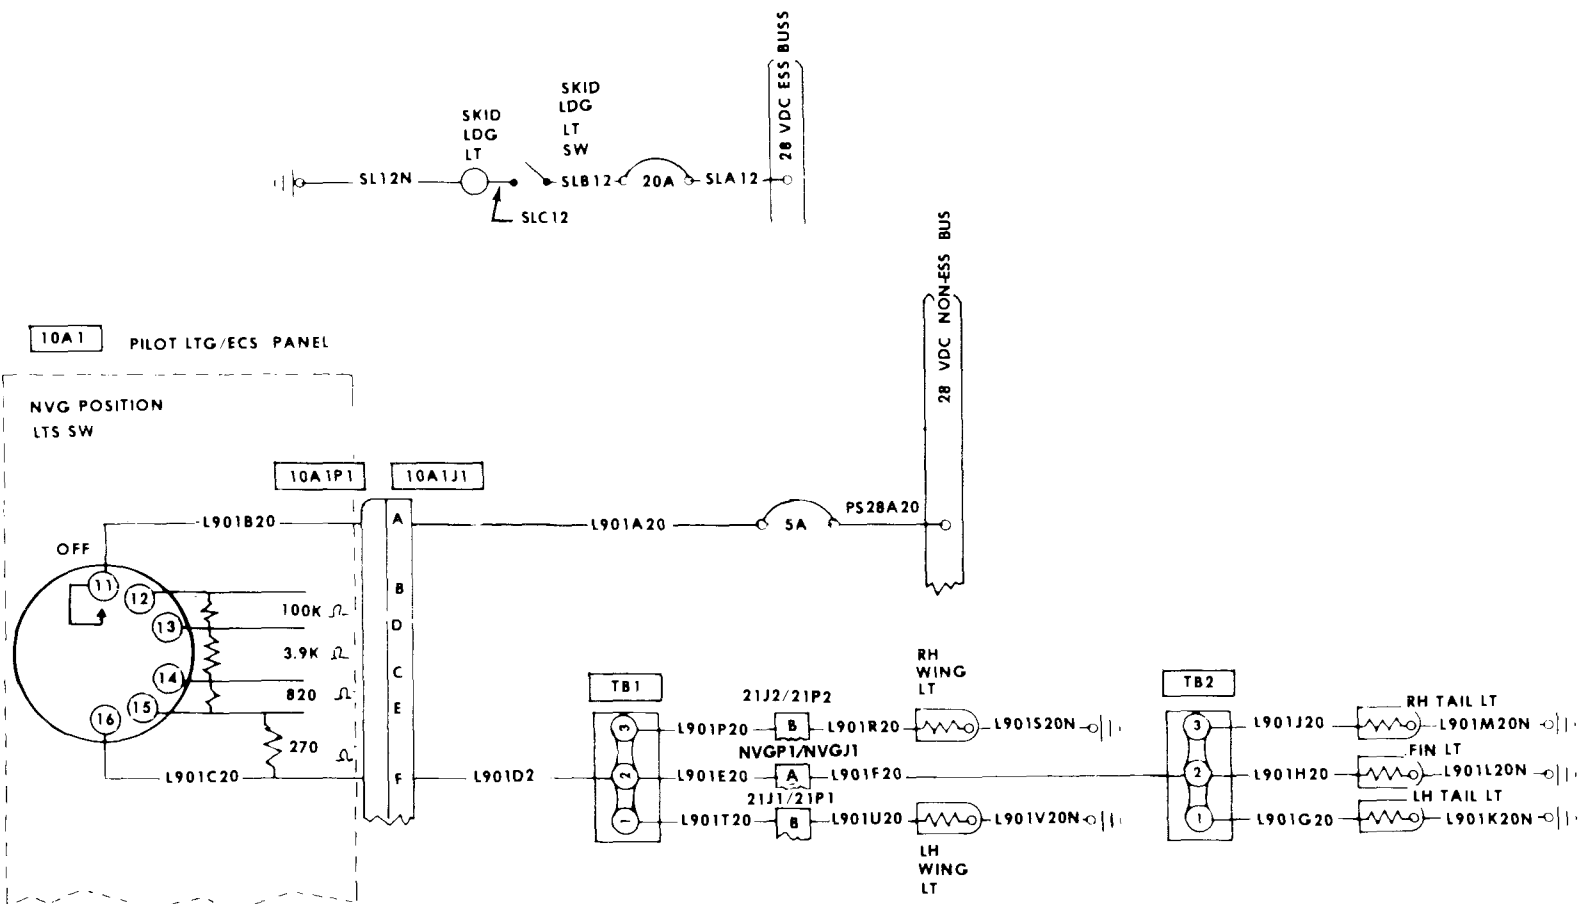 28 VDC ESS BUSS
SKID
LDG
LT
SW
SKID
LDG
LT
SL12N
SLB12
20A
SLA12
SLC12
28 VDC NON-ESS BUS
10A1
PILOT LTG/ECS PANEL
NVG POSITION
LTS SW
10A1P1
10A1J1
L901B20
A
L901A20
5A
PS28A20
OFF
11
12
B
100K Ω
13
D
3.9K Ω
14
C
820 Ω
15
E
16
270 Ω
L901C20
F
L901D2
TB1
21J2/21P2
RH
WING
LT
TB2
RH TAIL LT
3
L901P20
B
L901R20
L901S20N
3
L901J20
L901M20N
NVGP1/NVGJ1
FIN LT
2
L901E20
A
L901F20
2
L901H20
L901L20N
21J1/21P1
LH TAIL LT
1
L901T20
B
L901U20
L901V20N
1
L901G20
L901K20N
LH
WING
LT